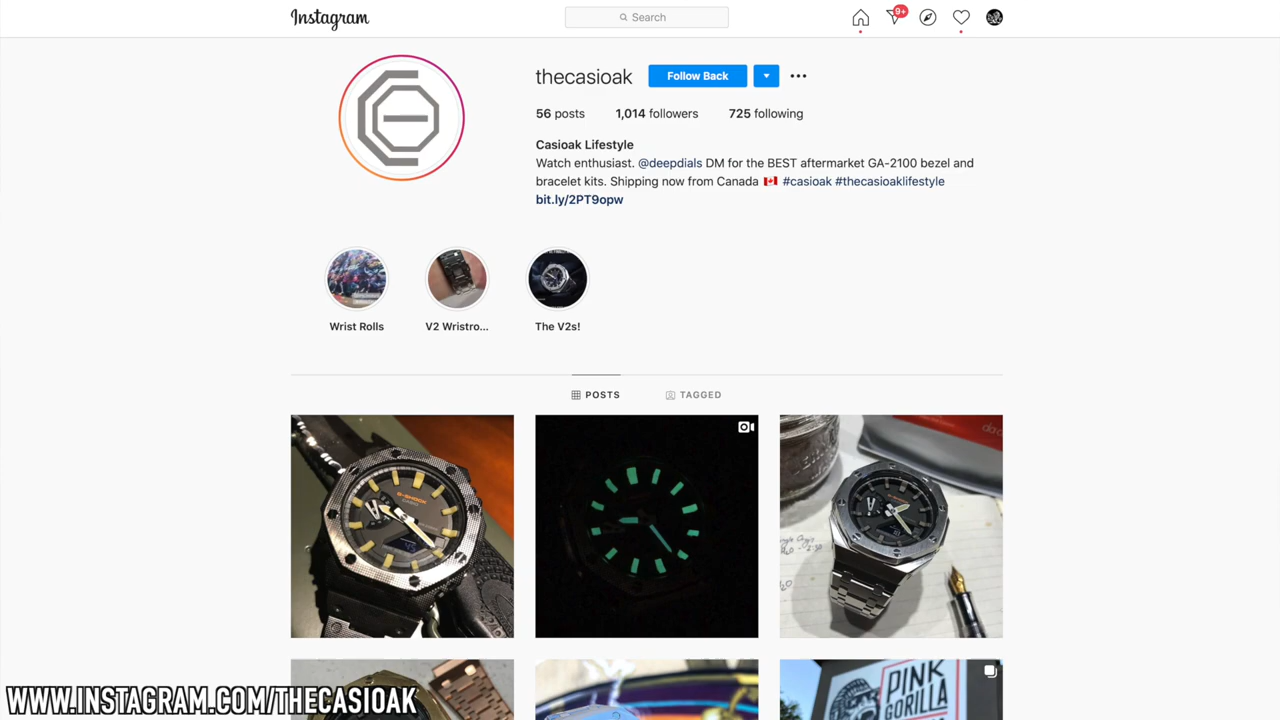 Instagram
Search
9+
thecasioak
Follow Back
56 posts
1,014 followers
725 following
Casioak Lifestyle
Watch enthusiast. @deepdials DM for the BEST aftermarket GA-2100 bezel and
bracelet kits. Shipping now from Canada 🇨🇦 #casioak #thecasioaklifestyle
bit.ly/2PT9opw
Wrist Rolls
V2 Wristro...
The V2s!
POSTS
TAGGED
G-SHOCK
CASIO
PINK
GORILLA
WWW.INSTAGRAM.COM/THECASIOAK